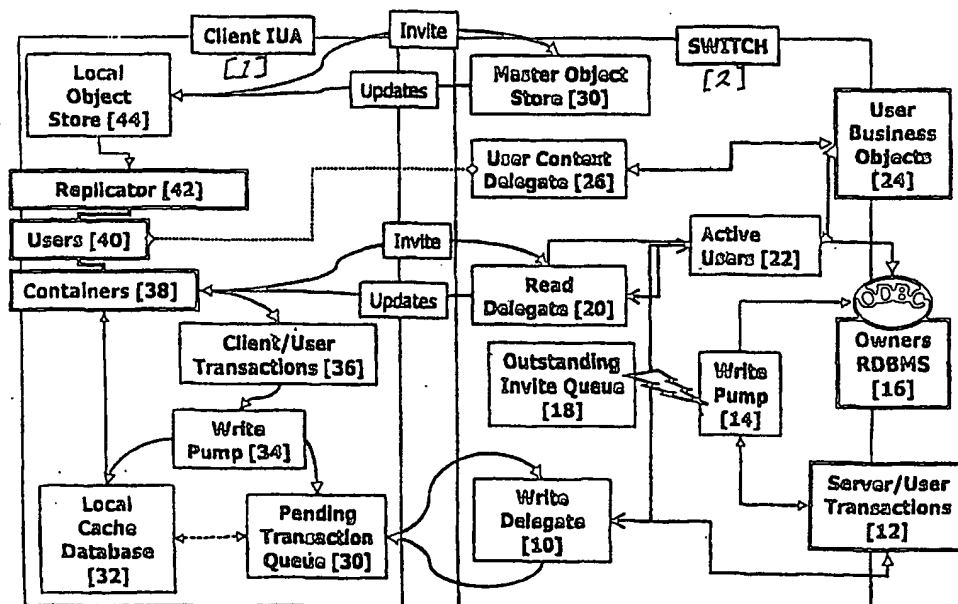 Client IUA
[1]
Invite
SWITCH
[2]
Local
Object
Store [44]
Updates
Master Object
Store [30]
User
Business
Objects
[24]
User Content
Delegate [26]
Replicator [42]
Users [40]
Invite
Active
Users [22]
Containers [38]
Updates
Read
Delegate [20]
ODBC
Client/User
Transactions [36]
Outstanding
Invite Queue
[18]
Write
Pump
[14]
Owners
RDBMS
[16]
Write
Pump [34]
Local
Cache
Database
[32]
Pending
Transaction
Queue [30]
Write
Delegate
[10]
Server/User
Transactions
[12]